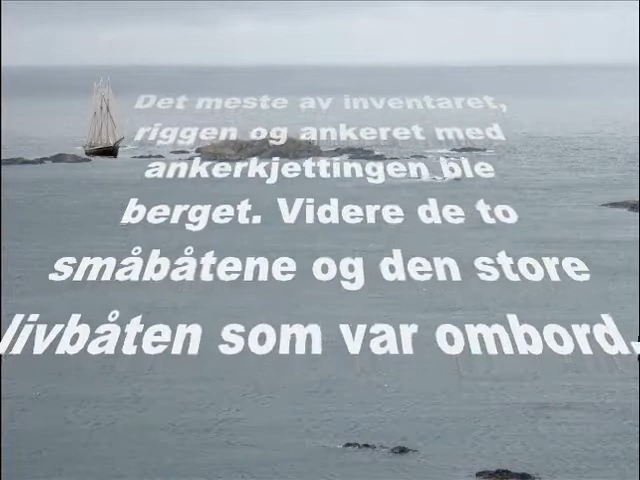 Det meste av inventaret,
riggen og ankeret med
ankerkjettingen ble
berget. Videre de to
småbåtene og den store
livbåten som var ombord.